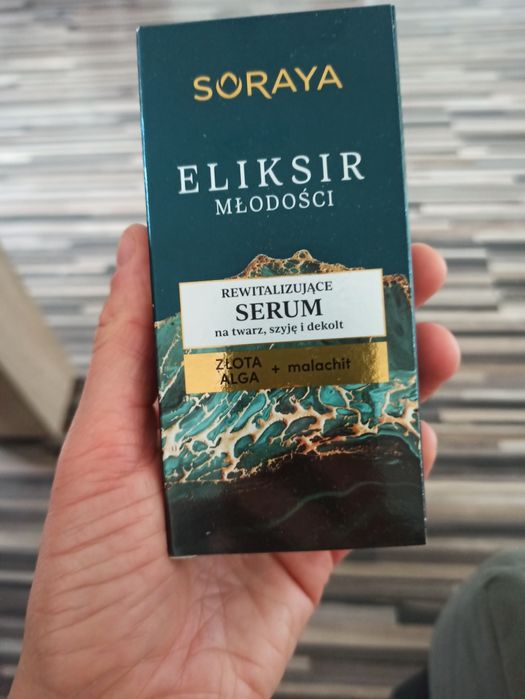 SORAYA
ELIKSIR
MŁODOŚCI
REWITALIZUJĄCE
SERUM
na twarz, szyję i dekolt
ZŁOTA
ALGA + malachit